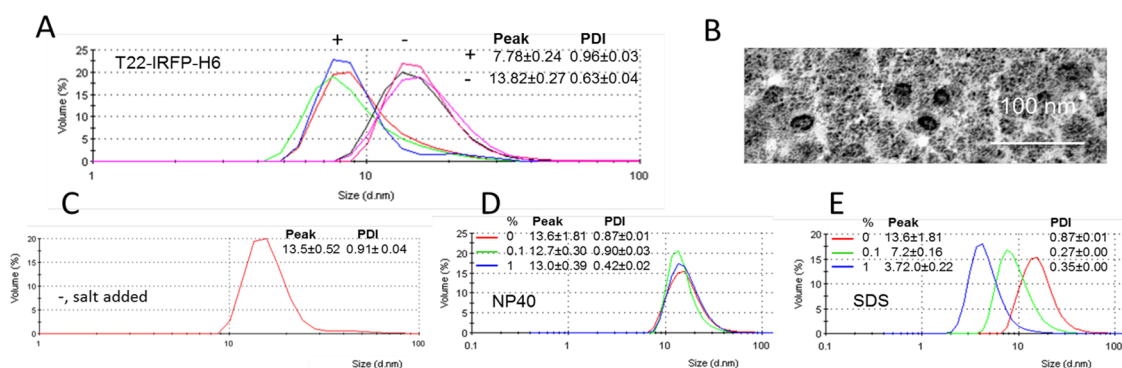 A
T22-IRFP-H6
+ -
Peak PDI
+ 7.78±0.24 0.96±0.03
- 13.82±0.27 0.63±0.04
25
20
15
10
5
0
Volume (%)
1 10 100
Size (d.nm)
B
100 nm
C
Peak PDI
13.5±0.52 0.91±0.04
-, salt added
20
15
10
5
0
Volume (%)
1 10 100
Size (d.nm)
D
% Peak PDI
0 13.6±1.81 0.87±0.01
0.1 12.7±0.30 0.90±0.03
1 13.0±0.39 0.42±0.02
NP40
25
20
15
10
5
0
Volume (%)
0.1 1 10 100
Size (d.nm)
E
% Peak PDI
0 13.6±1.81 0.87±0.01
0.1 7.2±0.16 0.27±0.00
1 3.72.0±0.22 0.35±0.00
SDS
20
15
10
5
0
Volume (%)
0.1 1 10 100
Size (d.nm)